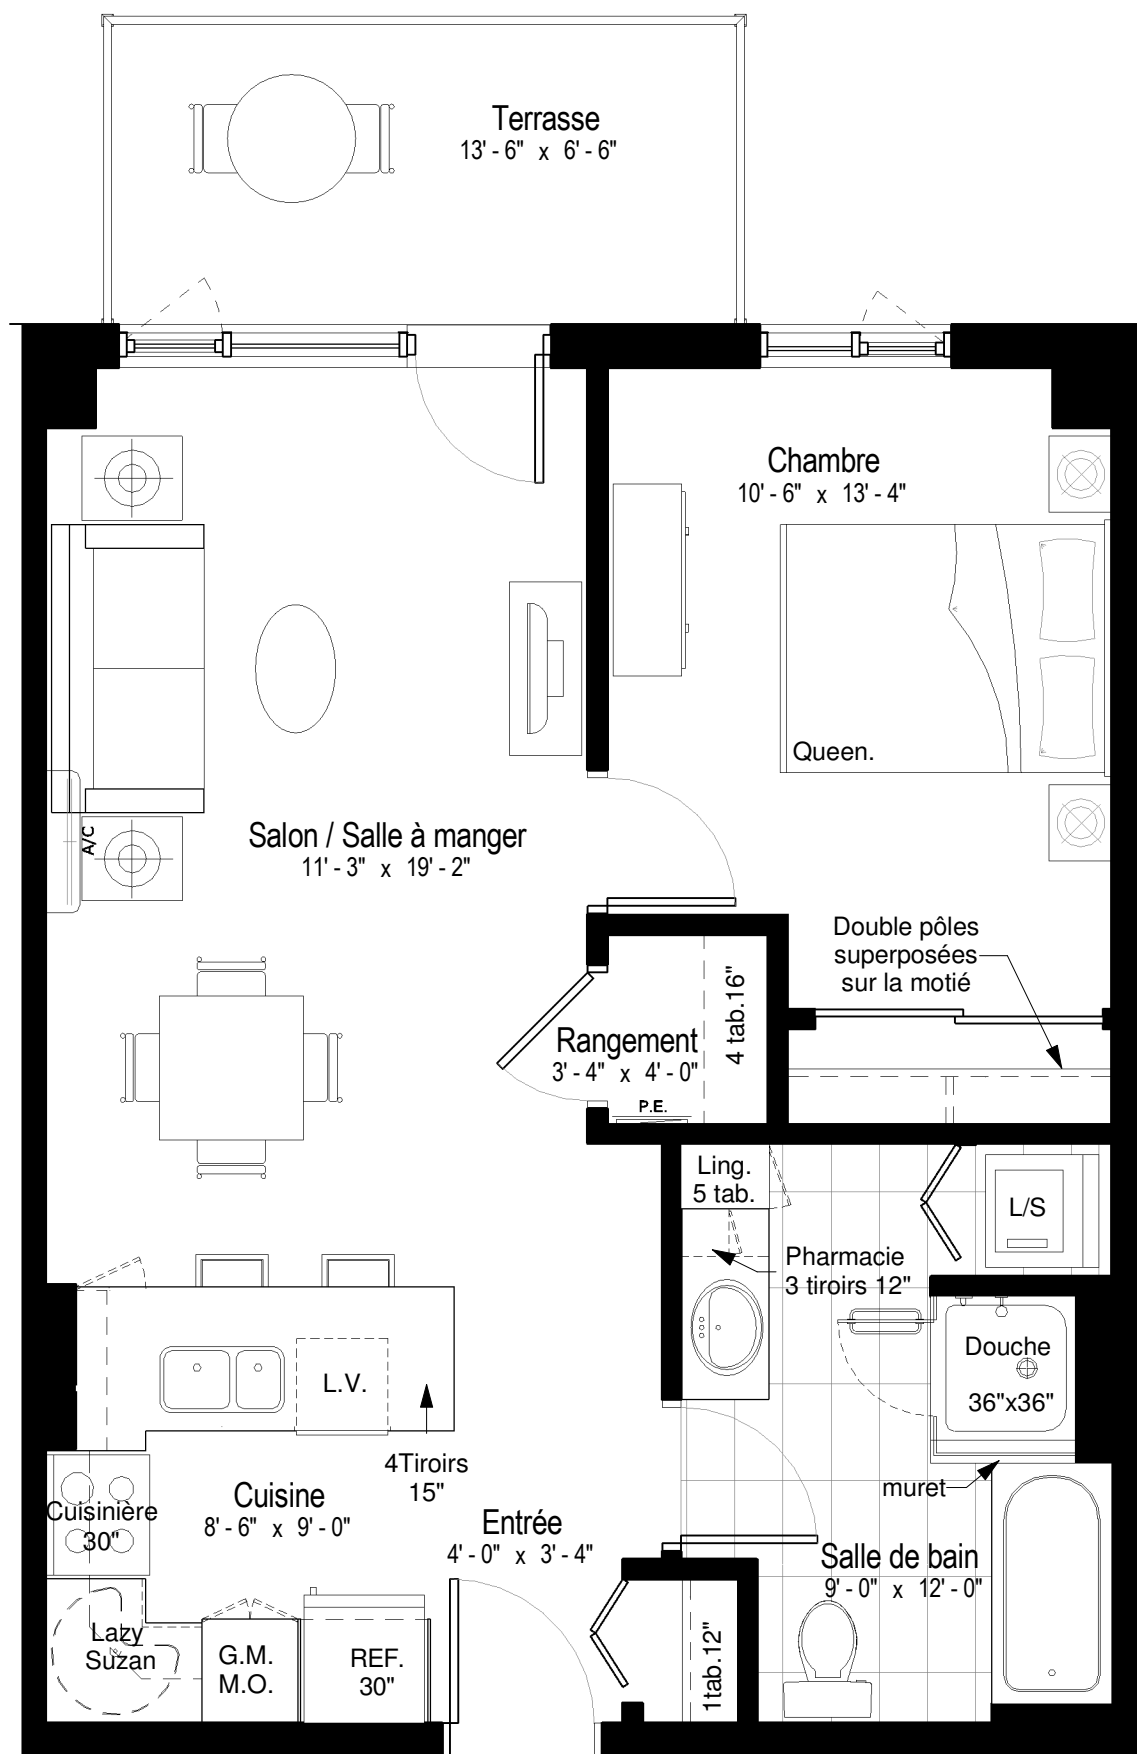 Terrasse
13' - 6" x 6' - 6"
Chambre
10' - 6" x 13' - 4"
Queen.
A/C
Salon / Salle à manger
11' - 3" x 19' - 2"
Double pôles
superposées
sur la motié
Rangement
3' - 4" x 4' - 0"
4 tab.16"
P.E.
Ling.
5 tab.
L/S
Pharmacie
3 tiroirs 12"
Douche
36"x36"
L.V.
4Tiroirs
15"
muret
Cuisinière
30"
Cuisine
8' - 6" x 9' - 0"
Entrée
4' - 0" x 3' - 4"
Salle de bain
9' - 0" x 12' - 0"
Lazy
Suzan
G.M.
M.O.
REF.
30"
1tab.12"